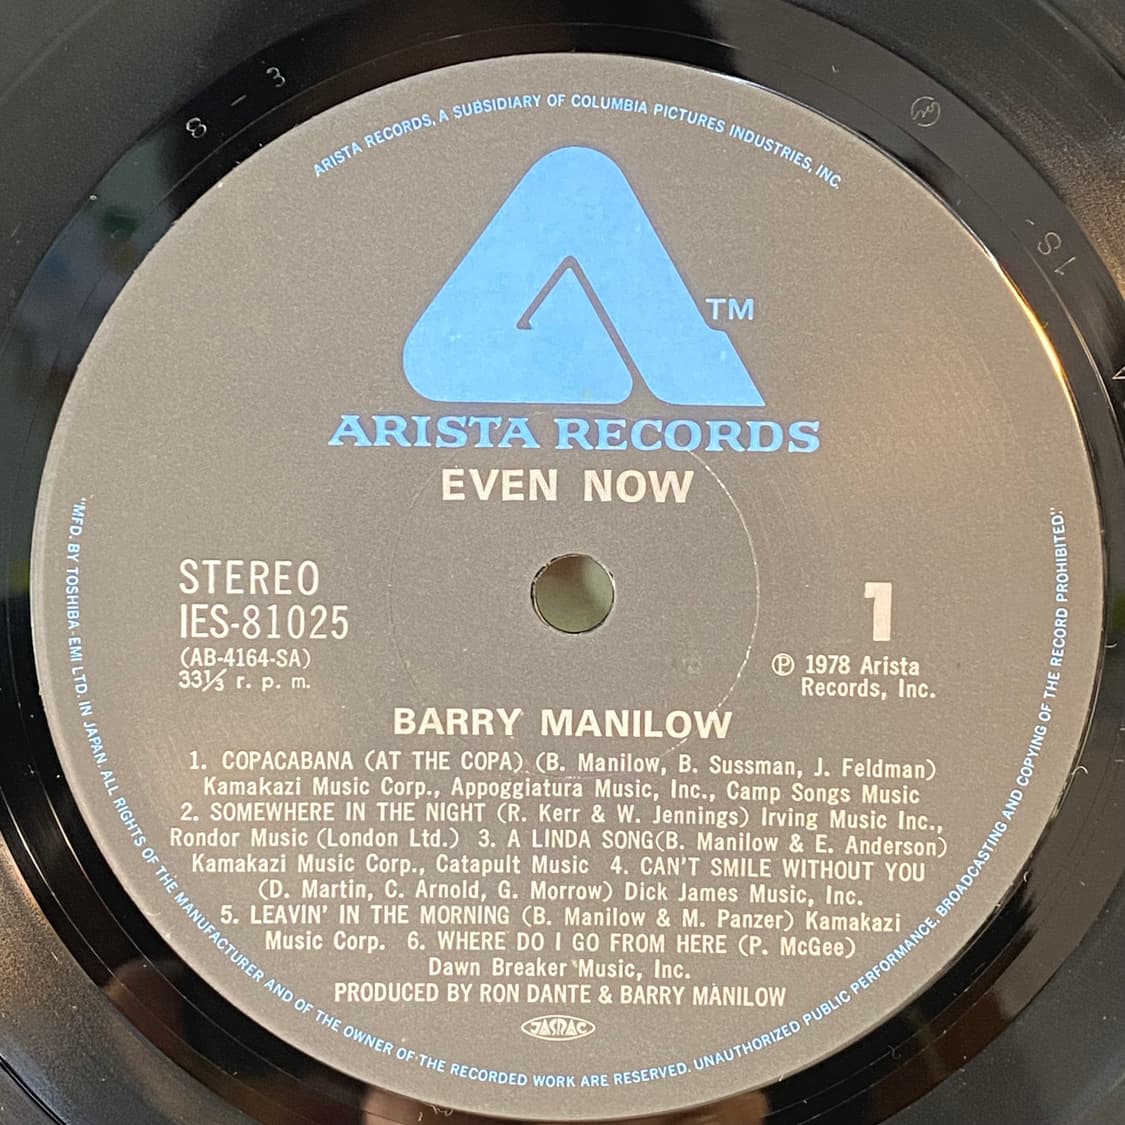 8 - 3
1S-
ARISTA RECORDS, A SUBSIDIARY OF COLUMBIA PICTURES INDUSTRIES, INC.
TM
ARISTA RECORDS
EVEN NOW
STEREO
IES-81025
(AB-4164-SA)
33⅓ r. p. m.
1
Ⓟ 1978 Arista
Records, Inc.
BARRY MANILOW
1. COPACABANA (AT THE COPA) (B. Manilow, B. Sussman, J. Feldman)
Kamakazi Music Corp., Appoggiatura Music, Inc., Camp Songs Music
2. SOMEWHERE IN THE NIGHT (R. Kerr & W. Jennings) Irving Music Inc.,
Rondor Music (London Ltd.) 3. A LINDA SONG(B. Manilow & E. Anderson)
Kamakazi Music Corp., Catapult Music 4. CAN'T SMILE WITHOUT YOU
(D. Martin, C. Arnold, G. Morrow) Dick James Music, Inc.
5. LEAVIN' IN THE MORNING (B. Manilow & M. Panzer) Kamakazi
Music Corp. 6. WHERE DO I GO FROM HERE (P. McGee)
Dawn Breaker Music, Inc.
PRODUCED BY RON DANTE & BARRY MANILOW
JASRAC
"MFD. BY TOSHIBA-EMI LTD. IN JAPAN. ALL RIGHTS OF THE MANUFACTURER AND OF THE OWNER OF THE RECORDED WORK ARE RESERVED. UNAUTHORIZED PUBLIC PERFORMANCE, BROADCASTING AND COPYING OF THE RECORD PROHIBITED."